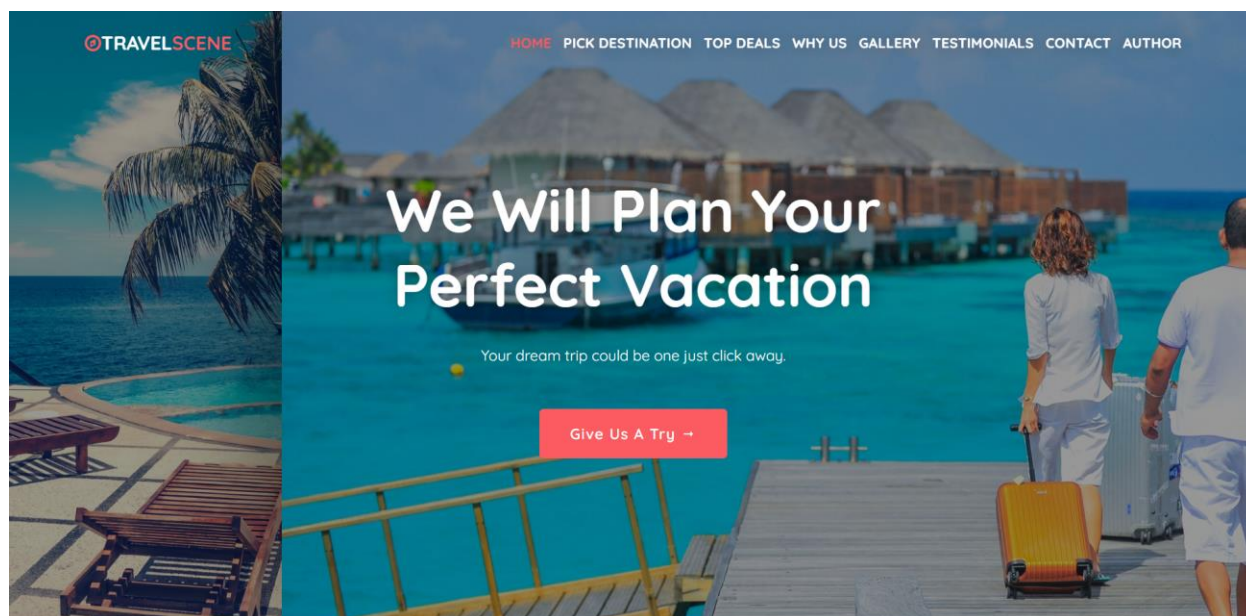 TRAVELSCENE
HOME PICK DESTINATION TOP DEALS WHY US GALLERY TESTIMONIALS CONTACT AUTHOR
We Will Plan Your
Perfect Vacation
Your dream trip could be one just click away.
Give Us A Try →